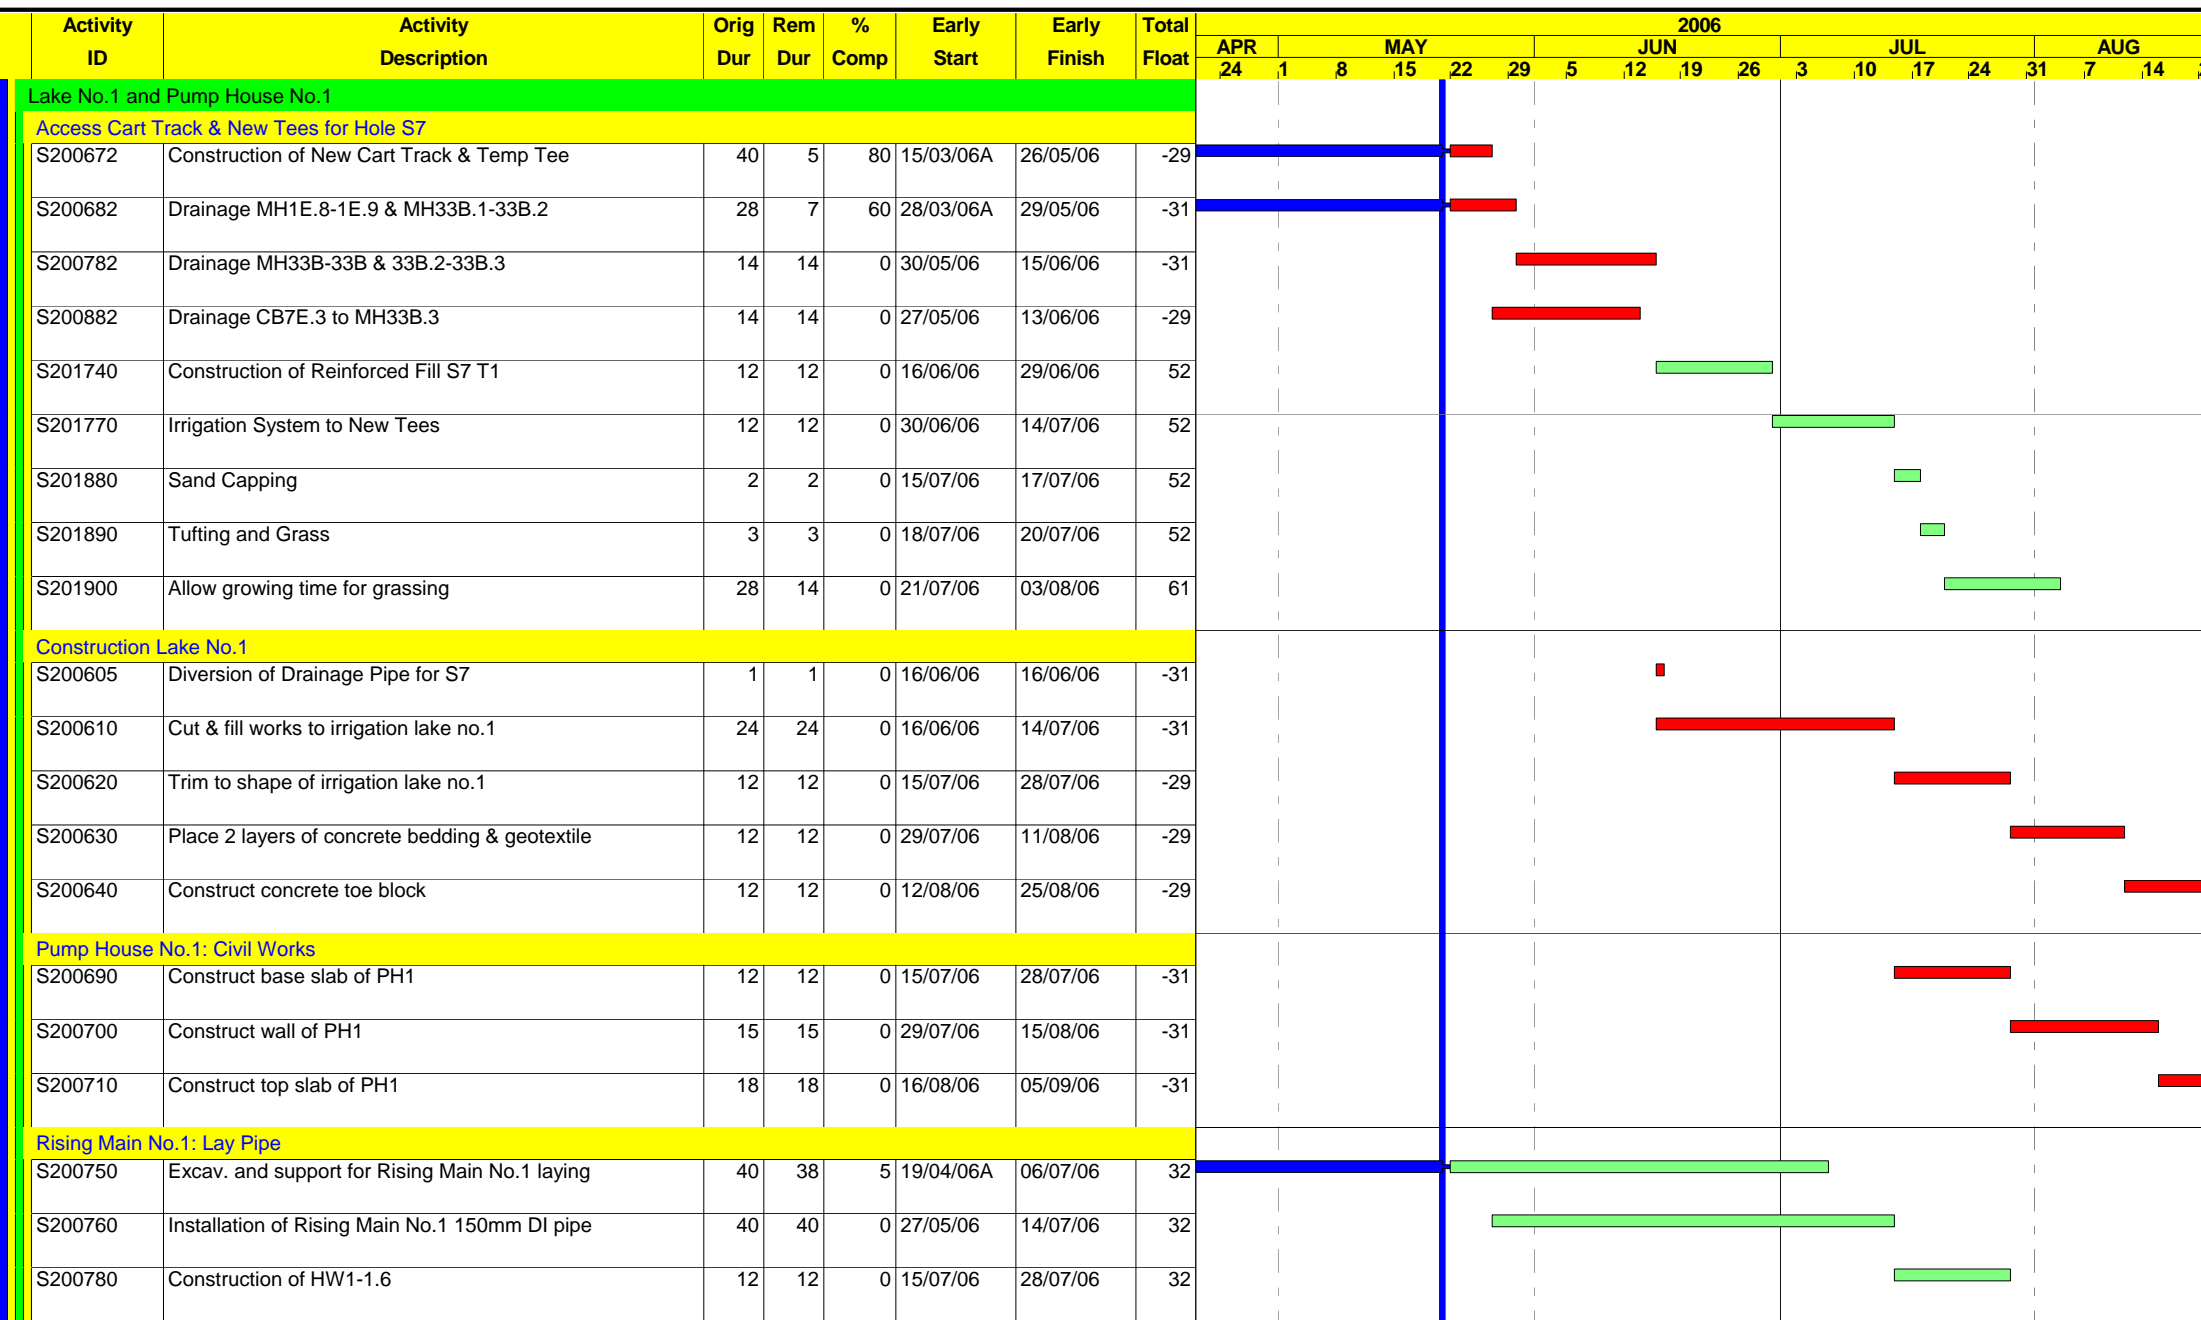 Activity Activity Orig Rem % Early Early Total 2006
ID Description Dur Dur Comp Start Finish Float APR MAY JUN JUL AUG
24 1 8 15 22 29 5 12 19 26 3 10 17 24 31 7 14
Lake No.1 and Pump House No.1
Access Cart Track & New Tees for Hole S7
S200672 Construction of New Cart Track & Temp Tee 40 5 80 15/03/06A 26/05/06 -29
S200682 Drainage MH1E.8-1E.9 & MH33B.1-33B.2 28 7 60 28/03/06A 29/05/06 -31
S200782 Drainage MH33B-33B & 33B.2-33B.3 14 14 0 30/05/06 15/06/06 -31
S200882 Drainage CB7E.3 to MH33B.3 14 14 0 27/05/06 13/06/06 -29
S201740 Construction of Reinforced Fill S7 T1 12 12 0 16/06/06 29/06/06 52
S201770 Irrigation System to New Tees 12 12 0 30/06/06 14/07/06 52
S201880 Sand Capping 2 2 0 15/07/06 17/07/06 52
S201890 Tufting and Grass 3 3 0 18/07/06 20/07/06 52
S201900 Allow growing time for grassing 28 14 0 21/07/06 03/08/06 61
Construction Lake No.1
S200605 Diversion of Drainage Pipe for S7 1 1 0 16/06/06 16/06/06 -31
S200610 Cut & fill works to irrigation lake no.1 24 24 0 16/06/06 14/07/06 -31
S200620 Trim to shape of irrigation lake no.1 12 12 0 15/07/06 28/07/06 -29
S200630 Place 2 layers of concrete bedding & geotextile 12 12 0 29/07/06 11/08/06 -29
S200640 Construct concrete toe block 12 12 0 12/08/06 25/08/06 -29
Pump House No.1: Civil Works
S200690 Construct base slab of PH1 12 12 0 15/07/06 28/07/06 -31
S200700 Construct wall of PH1 15 15 0 29/07/06 15/08/06 -31
S200710 Construct top slab of PH1 18 18 0 16/08/06 05/09/06 -31
Rising Main No.1: Lay Pipe
S200750 Excav. and support for Rising Main No.1 laying 40 38 5 19/04/06A 06/07/06 32
S200760 Installation of Rising Main No.1 150mm DI pipe 40 40 0 27/05/06 14/07/06 32
S200780 Construction of HW1-1.6 12 12 0 15/07/06 28/07/06 32